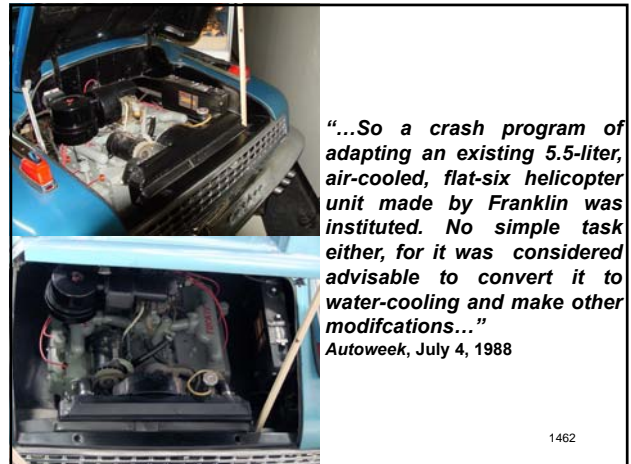 “…So a crash program of
adapting an existing 5.5-liter,
air-cooled, flat-six helicopter
unit made by Franklin was
instituted. No simple task
either, for it was considered
advisable to convert it to
water-cooling and make other
modifcations…”
Autoweek, July 4, 1988
1462